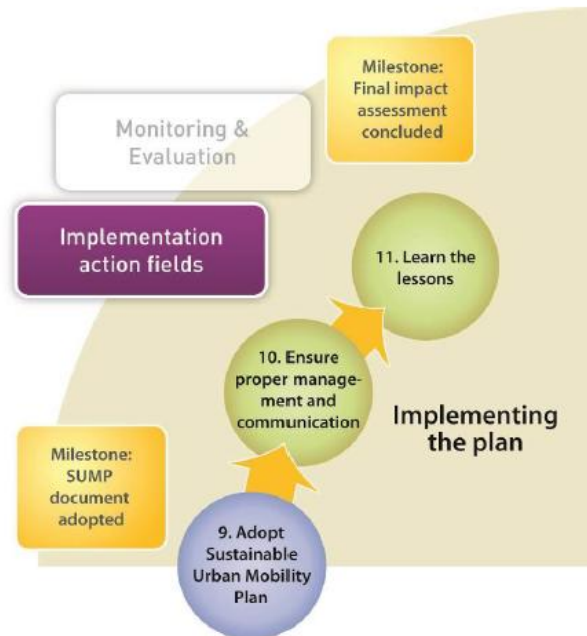 Milestone:
Final impact
assessment
concluded
Monitoring &
Evaluation
Implementation
action fields
11. Learn the
lessons
10. Ensure
proper manage-
ment and
communication
Implementing
the plan
Milestone:
SUMP
document
adopted
9. Adopt
Sustainable
Urban Mobility
Plan